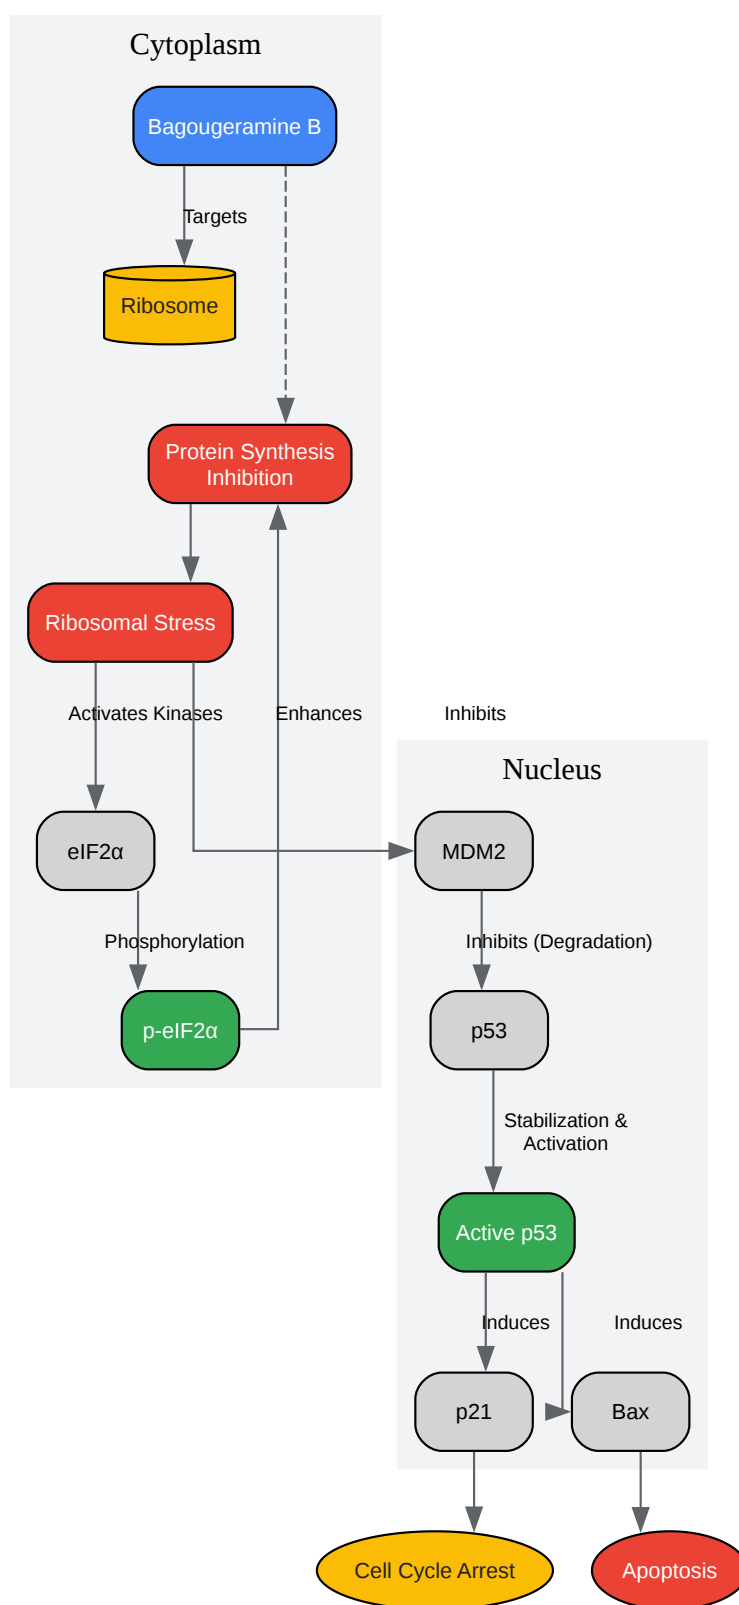 Cytoplasm
Bagougeramine B
Targets
Ribosome
Protein Synthesis
Inhibition
Ribosomal Stress
Activates Kinases
Enhances
Inhibits
Nucleus
eIF2α
MDM2
Phosphorylation
Inhibits (Degradation)
p-eIF2α
p53
Stabilization &
Activation
Active p53
Induces
Induces
p21
Bax
Cell Cycle Arrest
Apoptosis